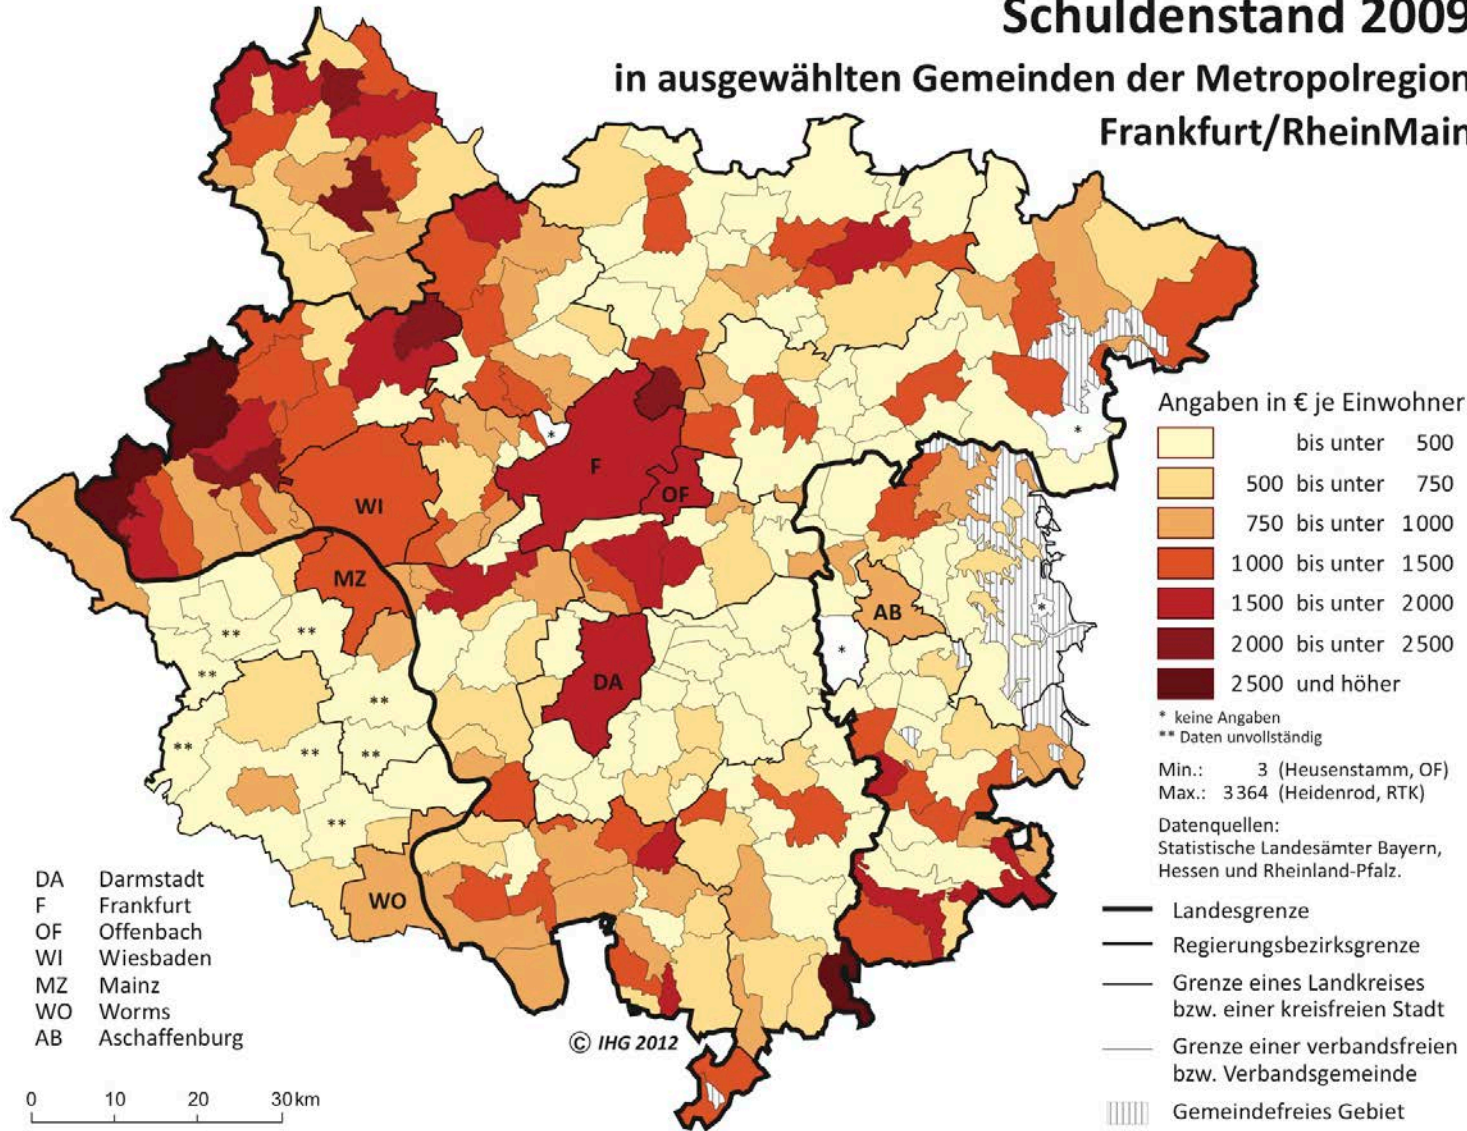 Schuldenstand 2009
in ausgewählten Gemeinden der Metropolregion
Frankfurt/RheinMain
Angaben in € je Einwohner
bis unter 500
500 bis unter 750
750 bis unter 1000
1000 bis unter 1500
1500 bis unter 2000
2000 bis unter 2500
2500 und höher
* keine Angaben
** Daten unvollständig
Min.: 3 (Heusenstamm, OF)
Max.: 3364 (Heidenrod, RTK)
Datenquellen:
Statistische Landesämter Bayern,
Hessen und Rheinland-Pfalz.
Landesgrenze
Regierungsbezirksgrenze
Grenze eines Landkreises
bzw. einer kreisfreien Stadt
Grenze einer verbandsfreien
bzw. Verbandsgemeinde
Gemeindefreies Gebiet
*
*
F
OF
WI
MZ
AB
*
** **
*
**
DA
**
** ** **
**
WO
DA Darmstadt
F Frankfurt
OF Offenbach
WI Wiesbaden
MZ Mainz
WO Worms
AB Aschaffenburg
© IHG 2012
0 10 20 30 km